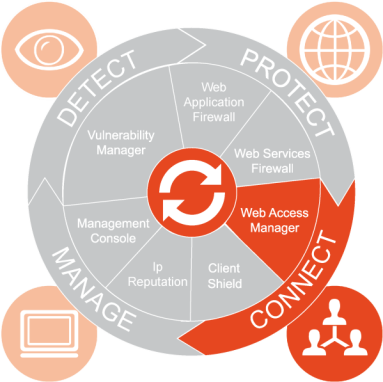 DETECT
PROTECT
Web
Application
Firewall
Vulnerability
Manager
Web Services
Firewall
Web Access
Manager
Management
Console
Ip
Reputation
Client
Shield
MANAGE
CONNECT